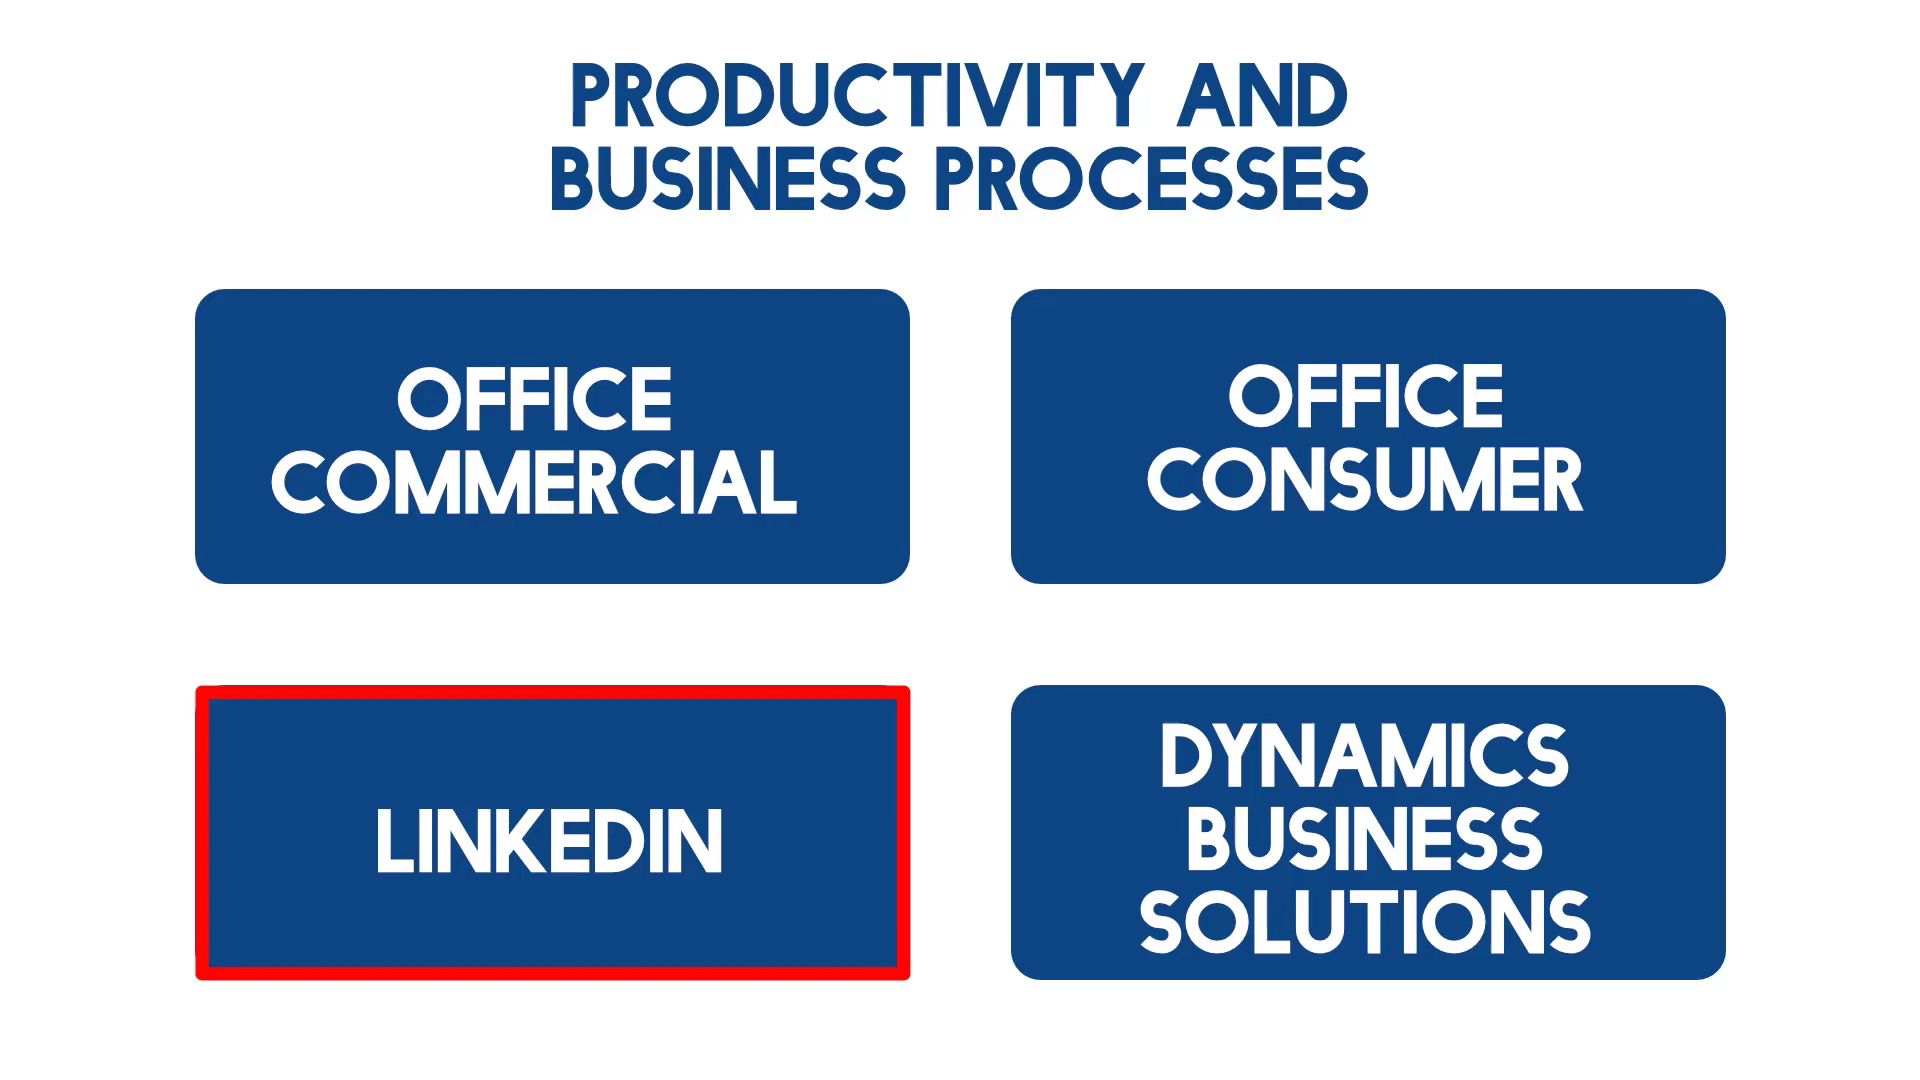 PRODUCTIVITY AND
BUSINESS PROCESSES
OFFICE
COMMERCIAL
OFFICE
CONSUMER
LINKEDIN
DYNAMICS
BUSINESS
SOLUTIONS